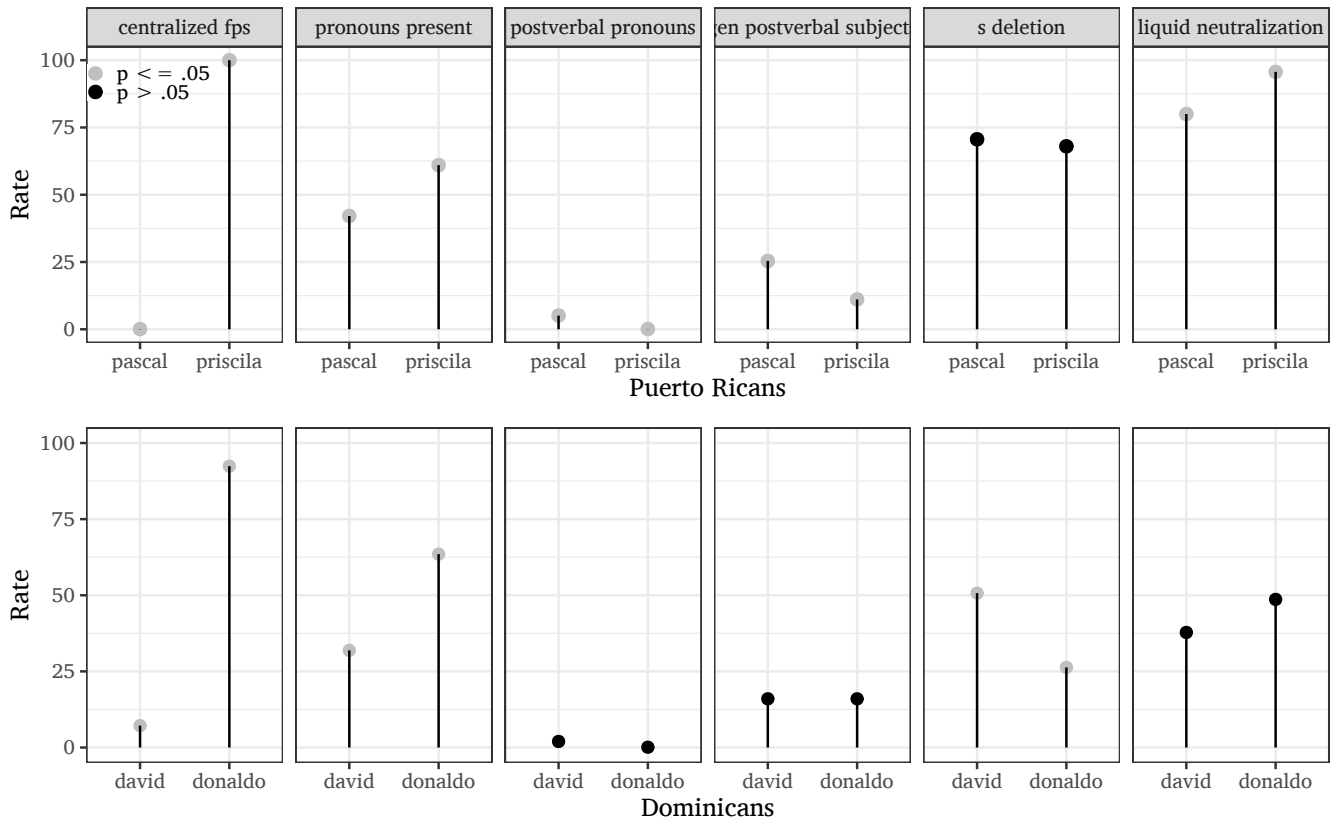 centralized fps
pronouns present
postverbal pronouns
gen postverbal subject
s deletion
liquid neutralization
p < = .05
p > .05
100
75
50
25
0
Rate
pascal priscila
pascal priscila
pascal priscila
pascal priscila
pascal priscila
pascal priscila
Puerto Ricans
100
75
50
25
0
Rate
david donaldo
david donaldo
david donaldo
david donaldo
david donaldo
david donaldo
Dominicans